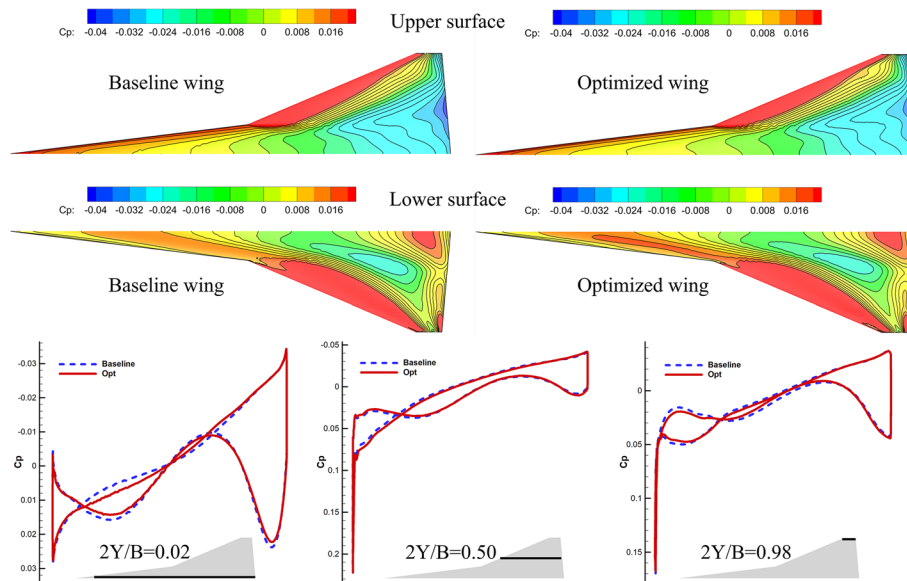 Upper surface
Cp: -0.04 -0.032 -0.024 -0.016 -0.008 0 0.008 0.016
Cp: -0.04 -0.032 -0.024 -0.016 -0.008 0 0.008 0.016
Baseline wing
Optimized wing
Lower surface
Cp: -0.04 -0.032 -0.024 -0.016 -0.008 0 0.008 0.016
Cp: -0.04 -0.032 -0.024 -0.016 -0.008 0 0.008 0.016
Baseline wing
Optimized wing
Cp
-0.03
-0.02
-0.01
0
0.01
0.02
0.03
Baseline
Opt
2Y/B=0.02
Cp
-0.05
0
0.05
0.1
0.15
0.2
Baseline
Opt
2Y/B=0.50
Cp
0
0.05
0.10
0.15
Baseline
Opt
2Y/B=0.98